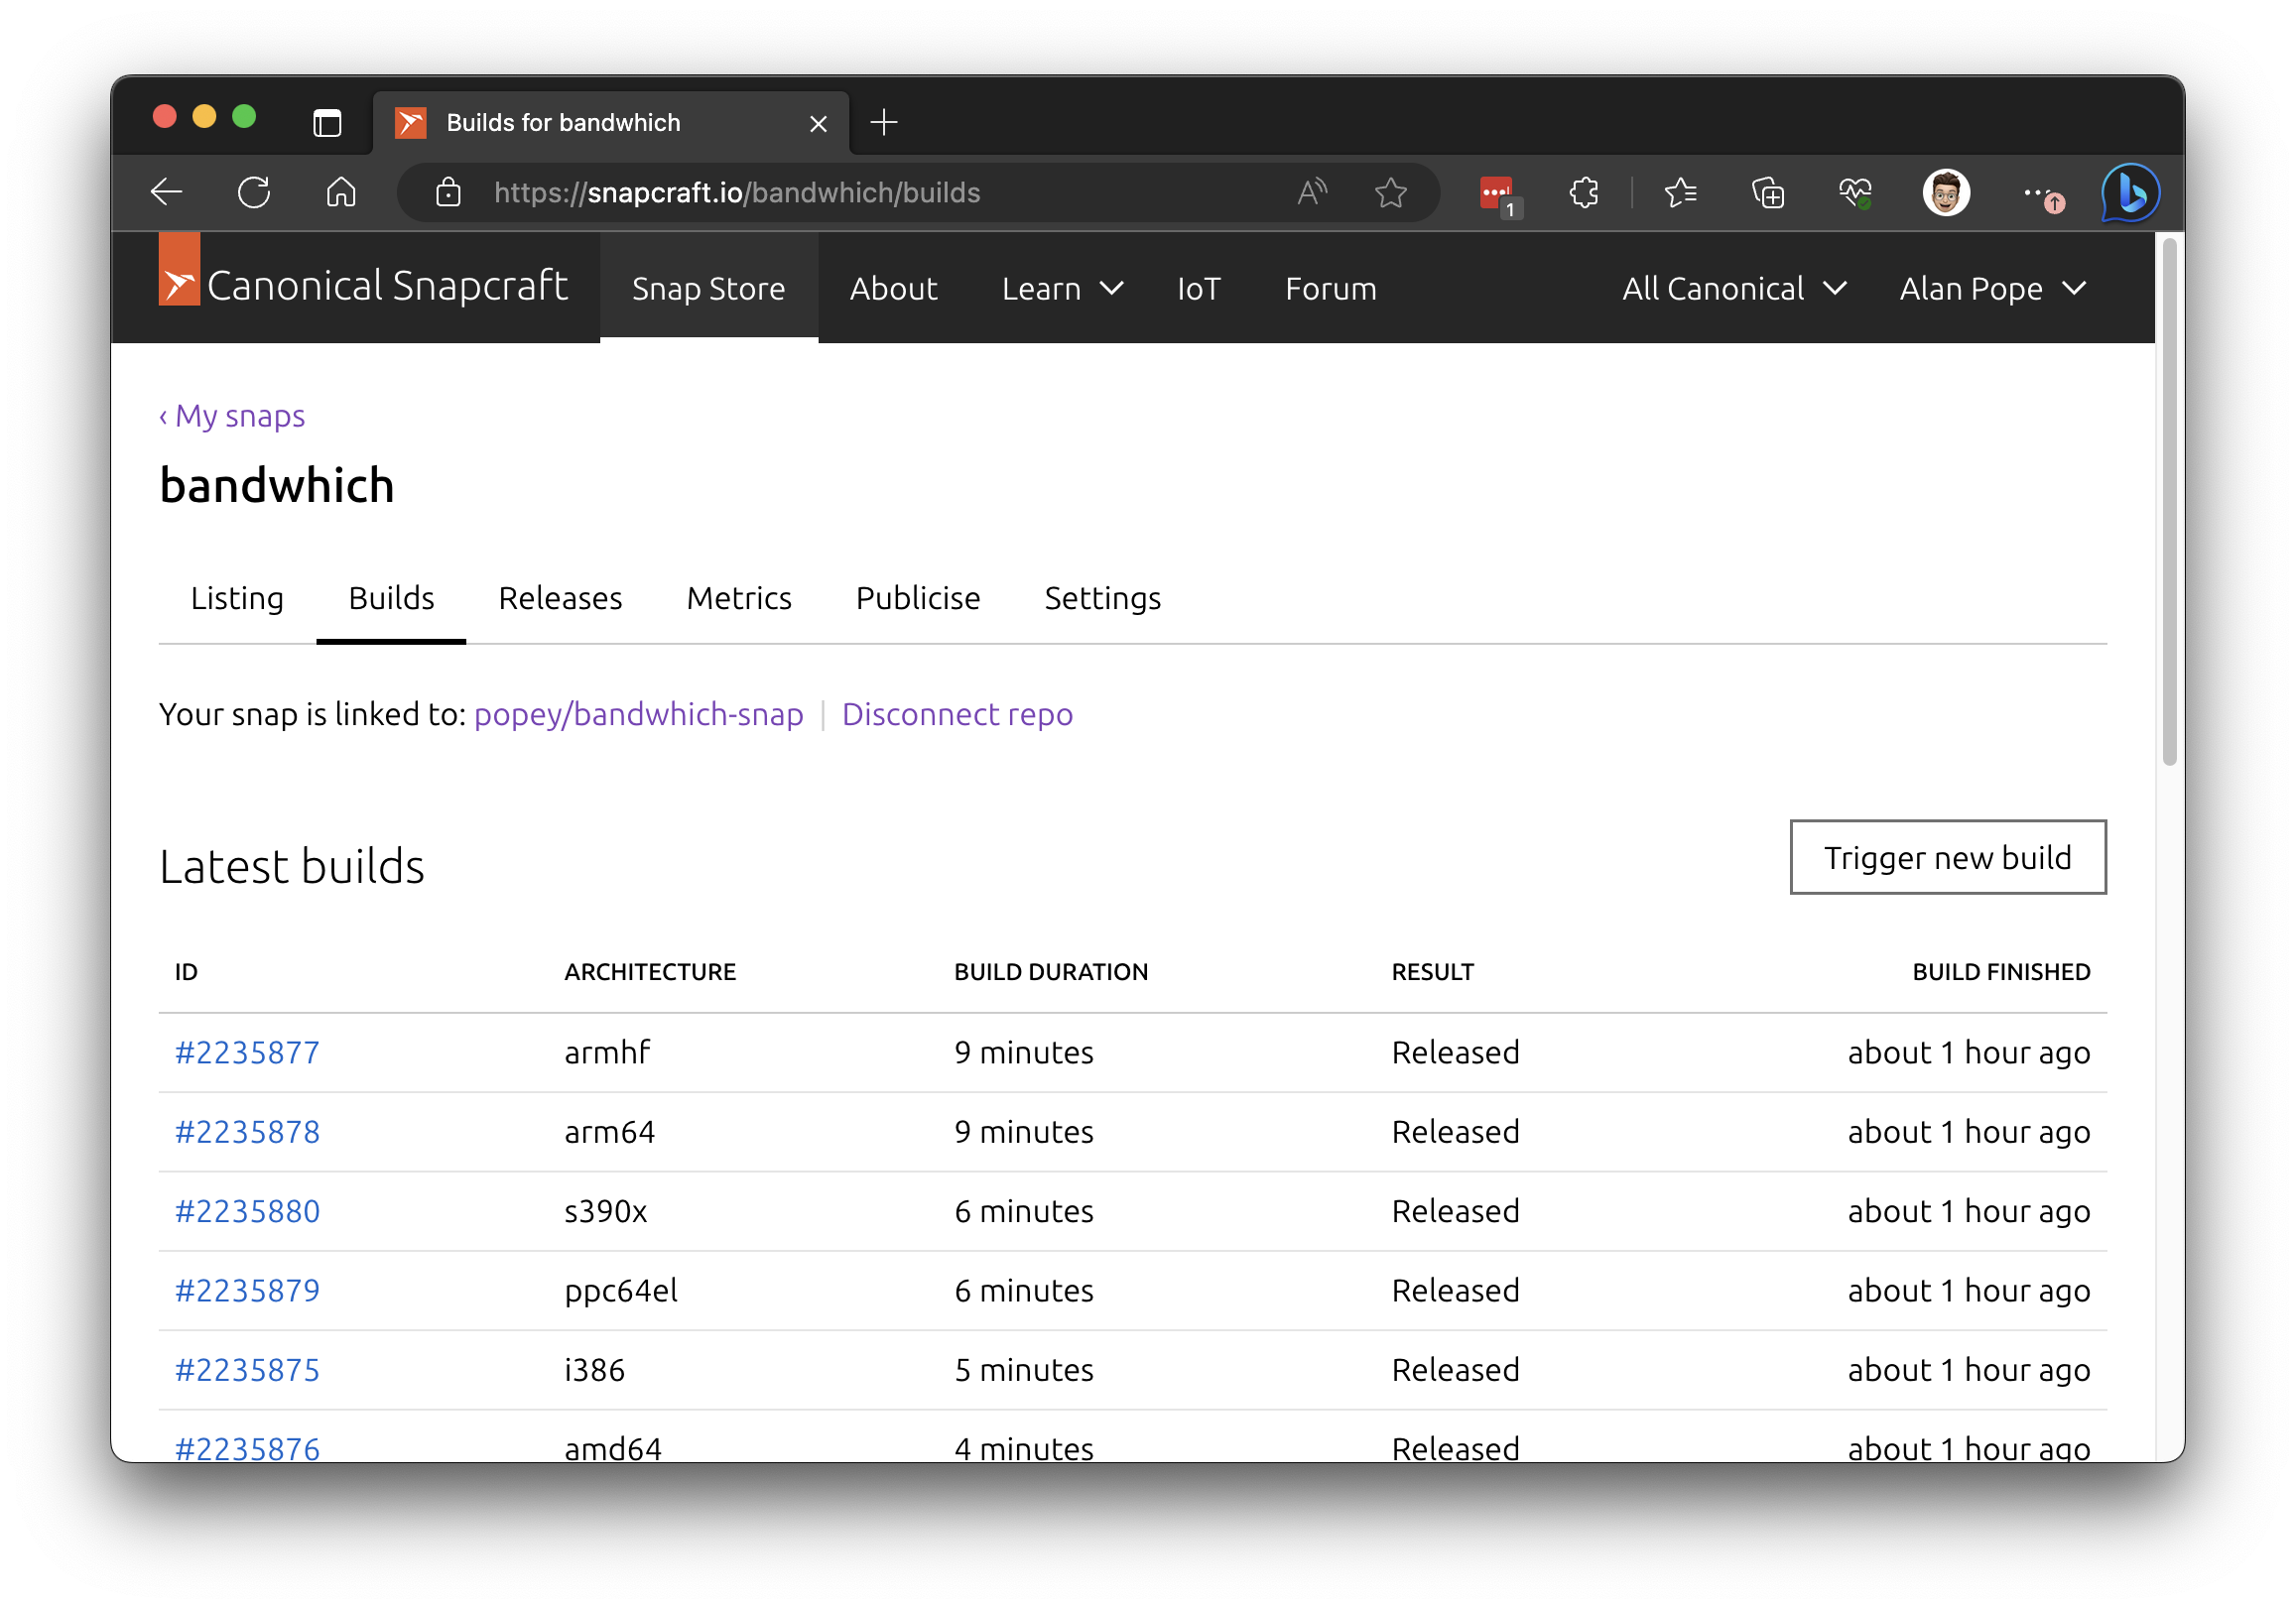 Builds for bandwhich
https://snapcraft.io/bandwhich/builds
1
Canonical Snapcraft Snap Store About Learn IoT Forum All Canonical Alan Pope
‹ My snaps
bandwhich
Listing Builds Releases Metrics Publicise Settings
Your snap is linked to: popey/bandwhich-snap | Disconnect repo
Latest builds
Trigger new build
ID ARCHITECTURE BUILD DURATION RESULT BUILD FINISHED
#2235877 armhf 9 minutes Released about 1 hour ago
#2235878 arm64 9 minutes Released about 1 hour ago
#2235880 s390x 6 minutes Released about 1 hour ago
#2235879 ppc64el 6 minutes Released about 1 hour ago
#2235875 i386 5 minutes Released about 1 hour ago
#2235876 amd64 4 minutes Released about 1 hour ago